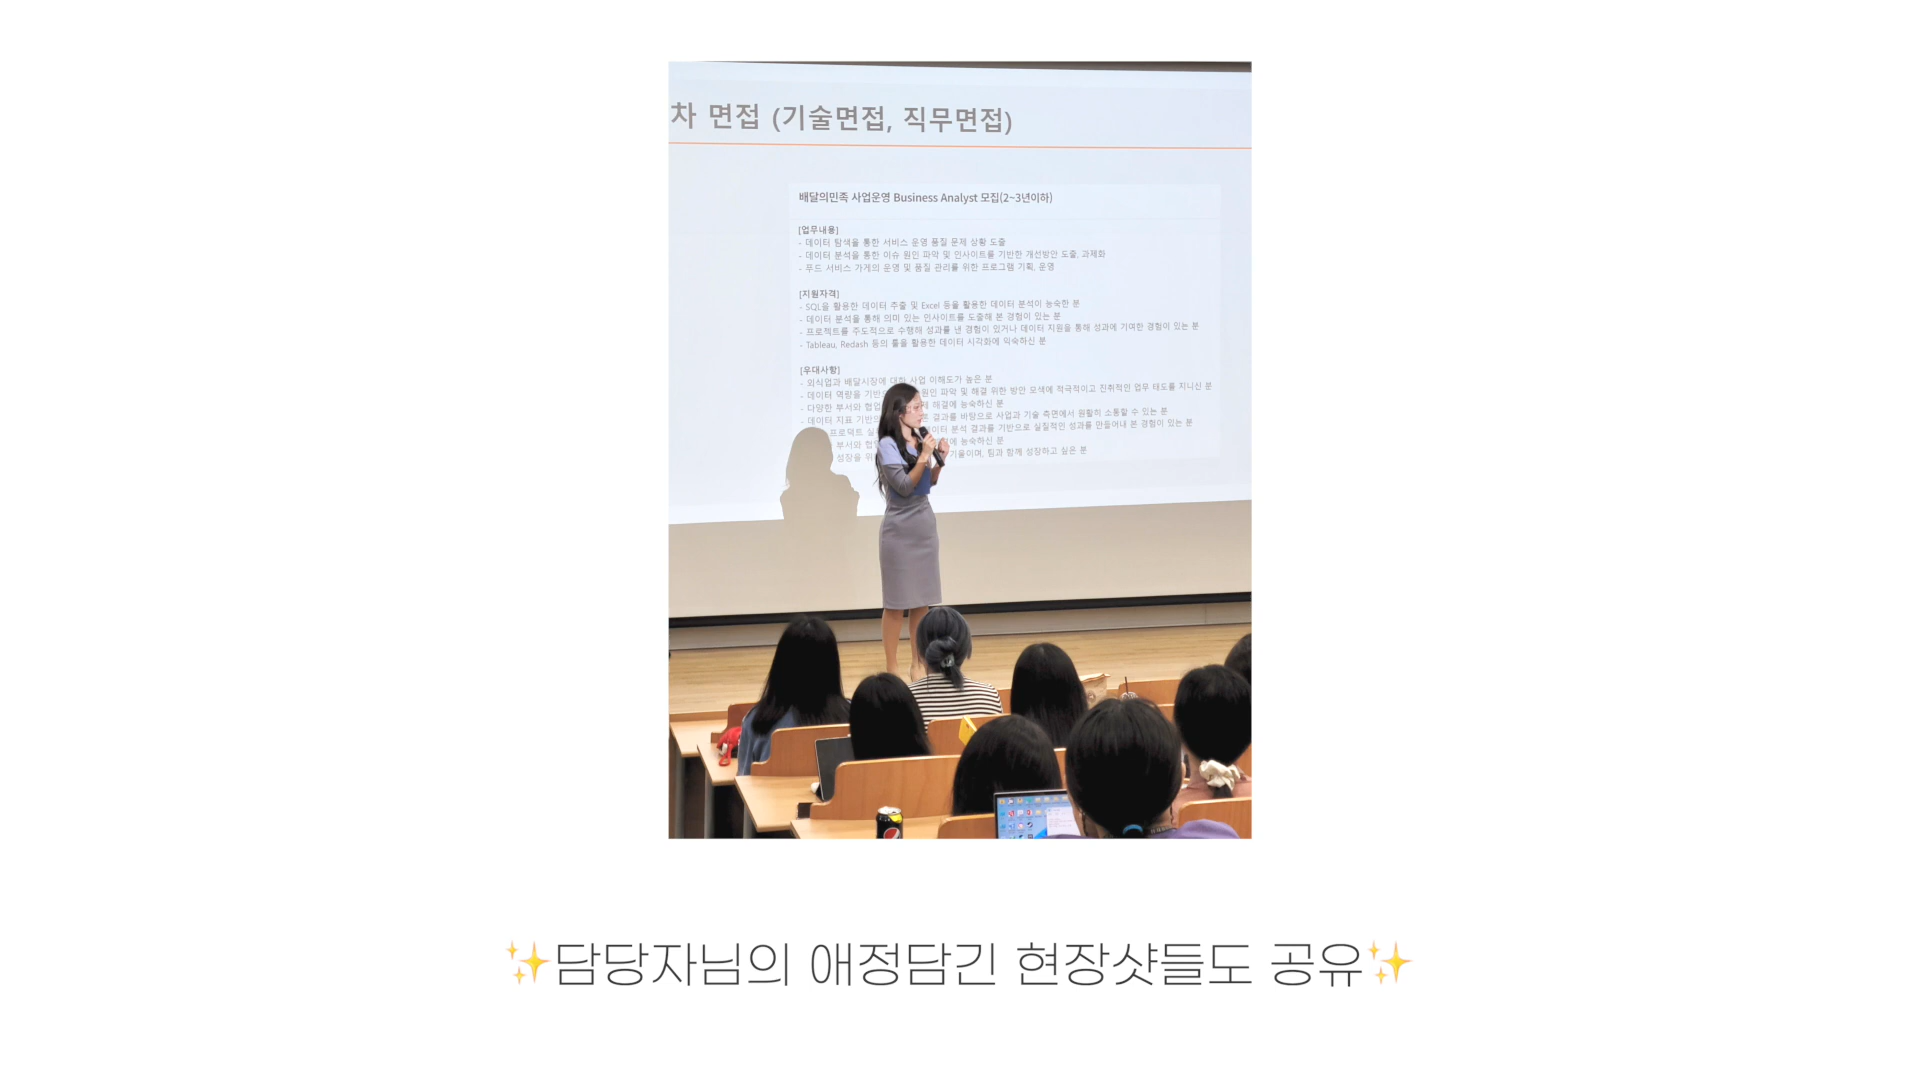 차 면접 (기술면접, 직무면접)
배달의민족 사업운영 Business Analyst 모집(2~3년이하)
[업무내용]
- 데이터 탐색을 통한 서비스 운영 품질 문제 상황 도출
- 데이터 분석을 통한 이슈 원인 파악 및 인사이트를 기반한 개선방안 도출, 과제화
- 푸드 서비스 가게의 운영 및 품질 관리를 위한 프로그램 기획, 운영
[지원자격]
- SQL을 활용한 데이터 추출 및 Excel 등을 활용한 데이터 분석이 능숙한 분
- 데이터 분석을 통해 의미 있는 인사이트를 도출해 본 경험이 있는 분
- 프로젝트를 주도적으로 수행해 성과를 낸 경험이 있거나 데이터 지원을 통해 성과에 기여한 경험이 있는 분
- Tableau, Redash 등의 툴을 활용한 데이터 시각화에 익숙하신 분
[우대사항]
- 외식업과 배달시장에 대한 사업 이해도가 높은 분
- 데이터 역량을 기반 원인 파악 및 해결 위한 방안 모색에 적극적이고 진취적인 업무 태도를 지니신 분
- 다양한 부서와 협업 해결에 능숙하신 분
- 데이터 지표 기반 결과를 바탕으로 사업과 기술 측면에서 원활히 소통할 수 있는 분
프로덕트 분석 결과를 기반으로 실질적인 성과를 만들어내 본 경험이 있는 분
부서와 능숙하신 분
성장을 기울이며, 팀과 함께 성장하고 싶은 분
✨담당자님의 애정담긴 현장샷들도 공유✨